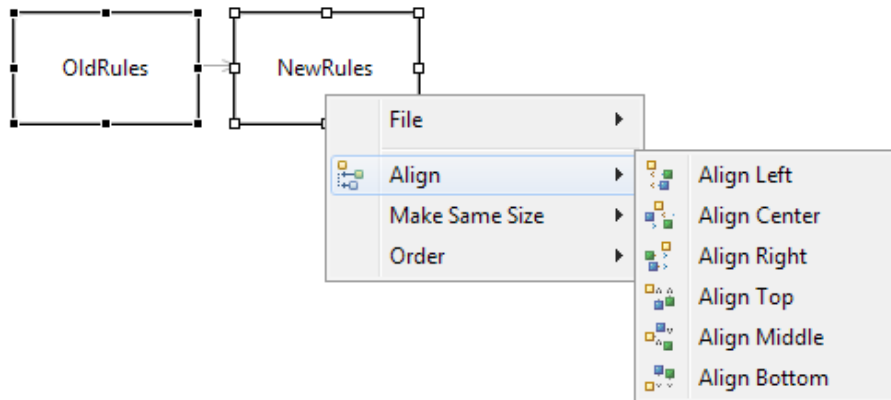 OldRules
NewRules
File
Align
Make Same Size
Order
Align Left
Align Center
Align Right
Align Top
Align Middle
Align Bottom